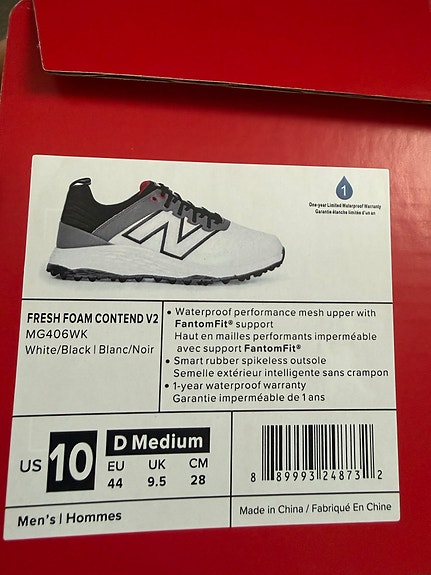 1
One-year Limited Waterproof Warranty
Garantie étanche limitée d'un an
FRESH FOAM CONTEND V2
MG406WK
White/Black | Blanc/Noir
• Waterproof performance mesh upper with
FantomFit® support
Haut en mailles performants imperméable
avec support FantomFit®
• Smart rubber spikeless outsole
Semelle extérieur intelligente sans crampon
• 1-year waterproof warranty
Garantie imperméable de 1 ans
US 10
D Medium
EU UK CM
44 9.5 28
Men's | Hommes
8 89993 24873 2
Made in China / Fabriqué En Chine